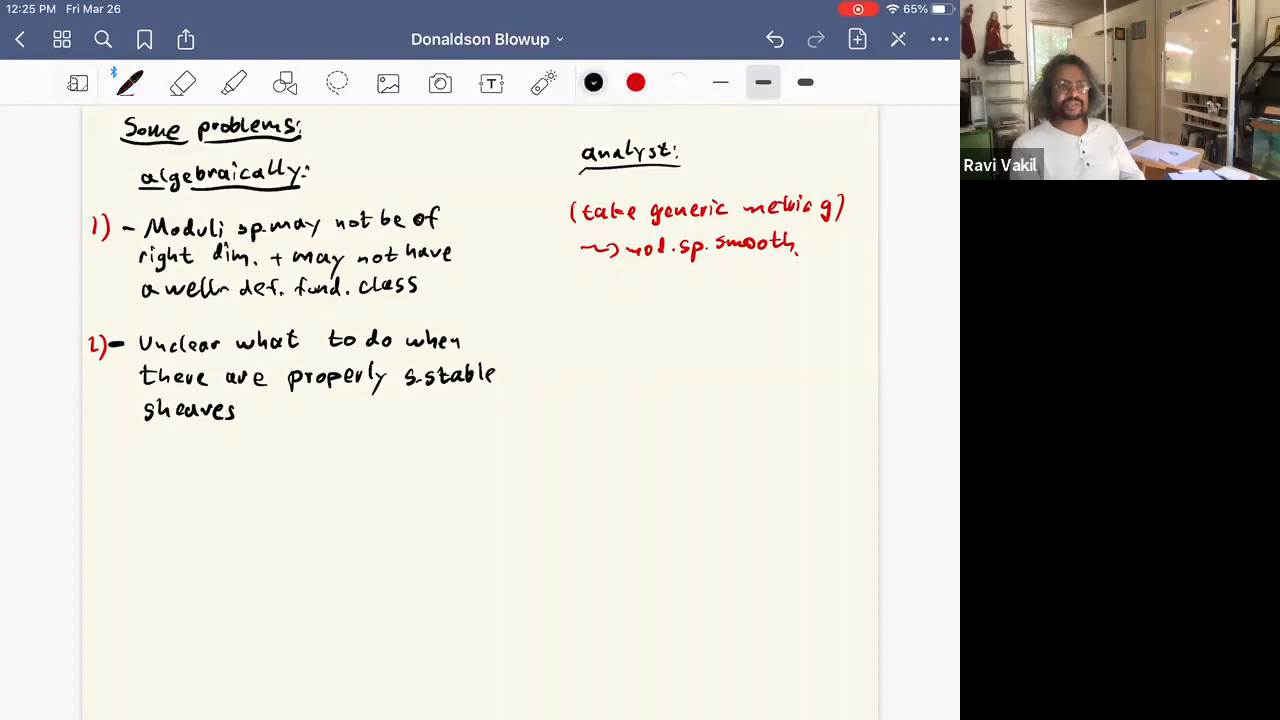 12:25 PM Fri Mar 26
65%
Donaldson Blowup
Some problems:
algebraically:
1) - Moduli sp. may not be of
right dim. + may not have
a well def. fund. class
2) - Unclear what to do when
there are properly s.stable
sheaves
analyst:
(take generic metric g)
mod. sp. smooth.
Ravi Vakil